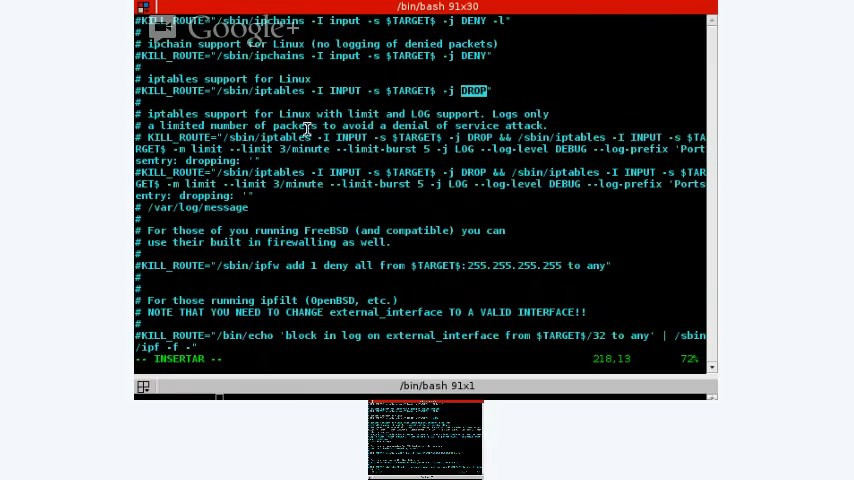 /bin/bash 91x30
#KILL_ROUTE="/sbin/ipchains -I input -s $TARGET$ -j DENY -l"
#
# ipchain support for Linux (no logging of denied packets)
#KILL_ROUTE="/sbin/ipchains -I input -s $TARGET$ -j DENY"
#
# iptables support for Linux
#KILL_ROUTE="/sbin/iptables -I INPUT -s $TARGET$ -j DROP"
#
# iptables support for Linux with limit and LOG support. Logs only
# a limited number of packets to avoid a denial of service attack.
# KILL_ROUTE="/sbin/iptables -I INPUT -s $TARGET$ -j DROP && /sbin/iptables -I INPUT -s $TA
RGET$ -m limit --limit 3/minute --limit-burst 5 -j LOG --log-level DEBUG --log-prefix 'Ports
sentry: dropping: '"
#KILL_ROUTE="/sbin/iptables -I INPUT -s $TARGET$ -j DROP && /sbin/iptables -I INPUT -s $TAR
GET$ -m limit --limit 3/minute --limit-burst 5 -j LOG --log-level DEBUG --log-prefix 'Ports
entry: dropping: '"
# /var/log/message
#
# For those of you running FreeBSD (and compatible) you can
# use their built in firewalling as well.
#
#KILL_ROUTE="/sbin/ipfw add 1 deny all from $TARGET$:255.255.255.255 to any"
#
#
# For those running ipfilt (OpenBSD, etc.)
# NOTE THAT YOU NEED TO CHANGE external_interface TO A VALID INTERFACE!!
#
#KILL_ROUTE="/bin/echo 'block in log on external_interface from $TARGET$/32 to any' | /sbin
/ipf -f -"
-- INSERTAR -- 218,13 72%
/bin/bash 91x1
Google+